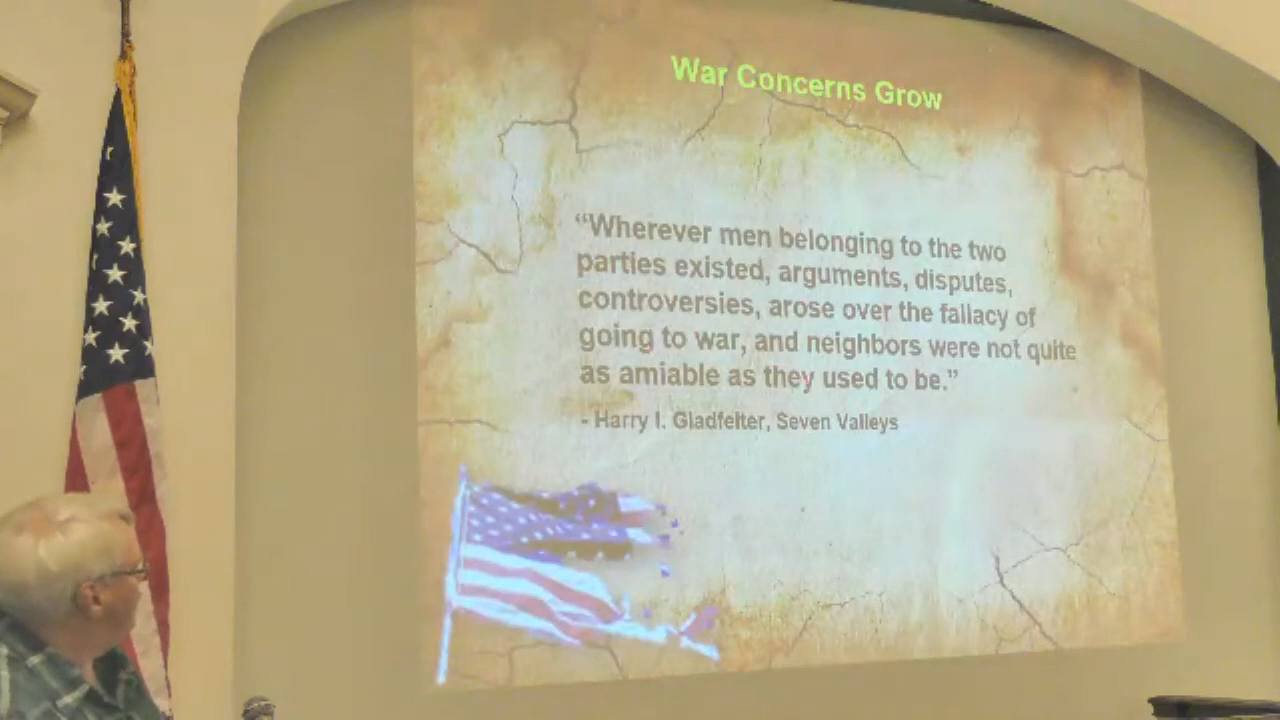 War Concerns Grow
“Wherever men belonging to the two
parties existed, arguments, disputes,
controversies, arose over the fallacy of
going to war, and neighbors were not quite
as amiable as they used to be.”
- Harry I. Gladfelter, Seven Valleys